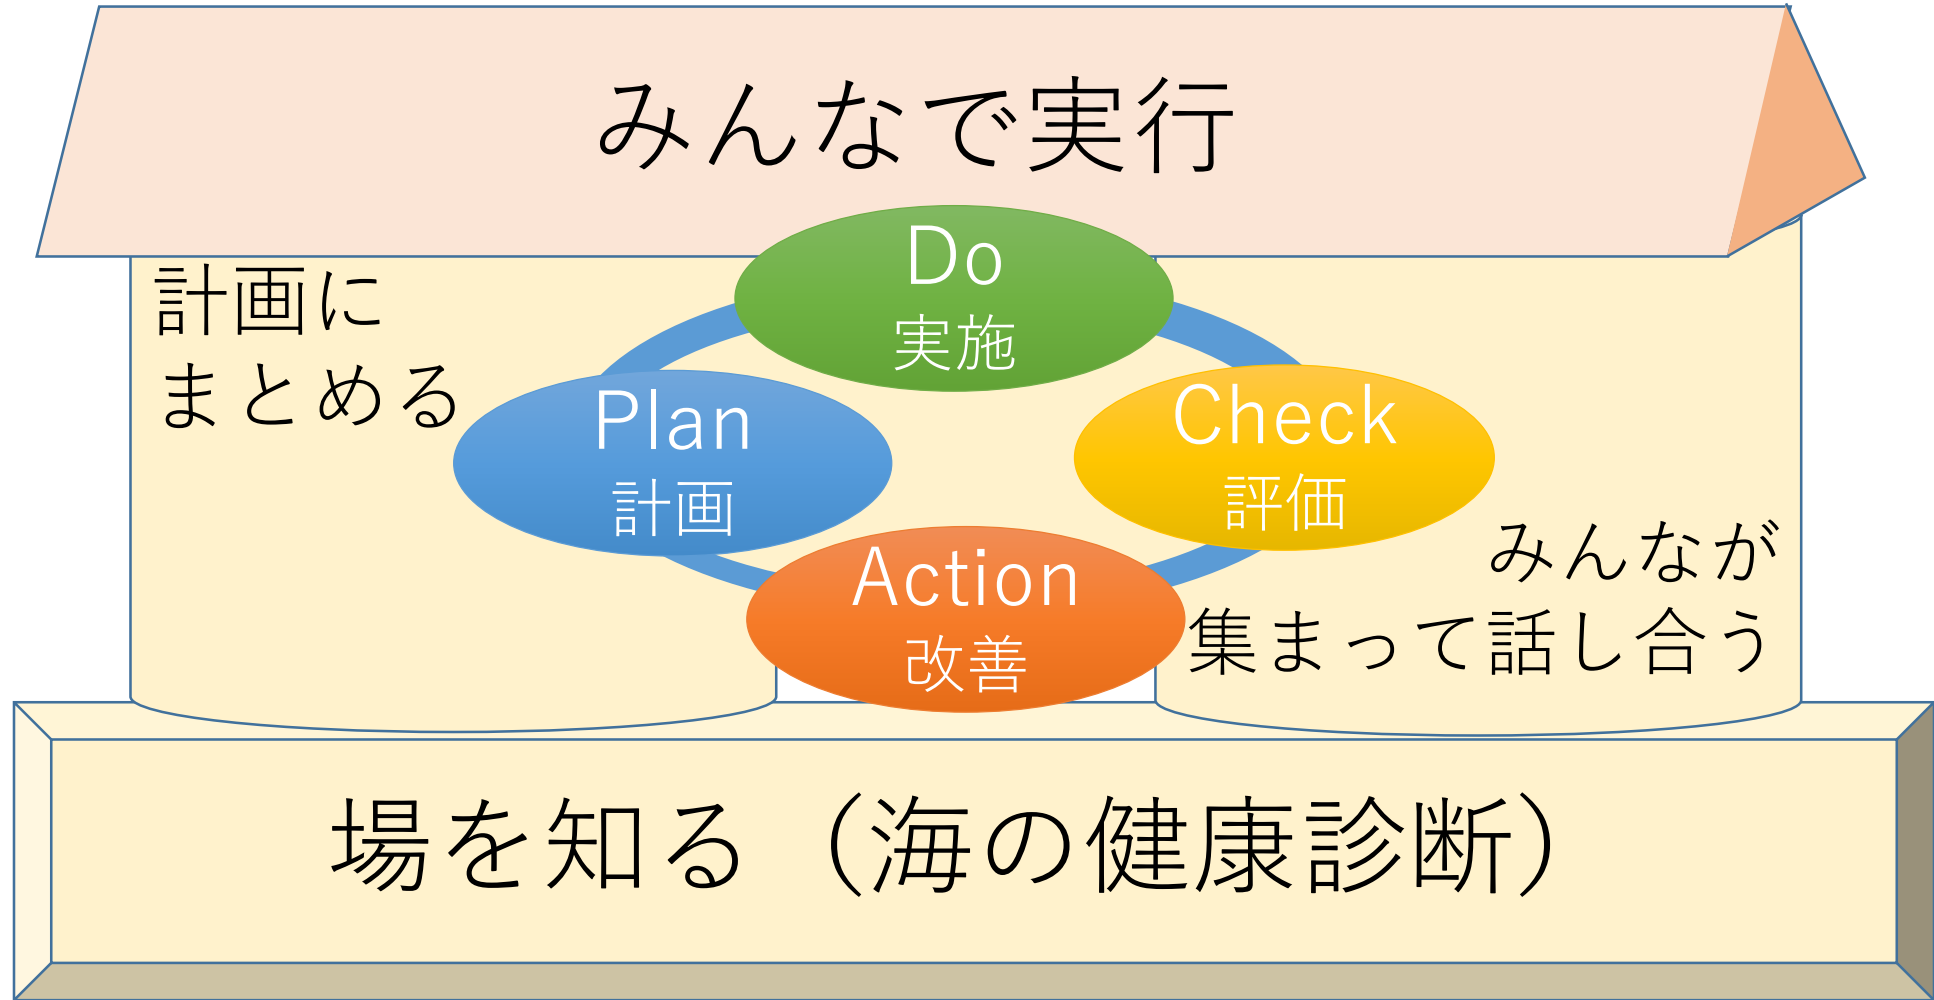 みんなで実行
計画に
まとめる
Do
実施
Plan
計画
Check
評価
Action
改善
みんなが
集まって話し合う
場を知る（海の健康診断）